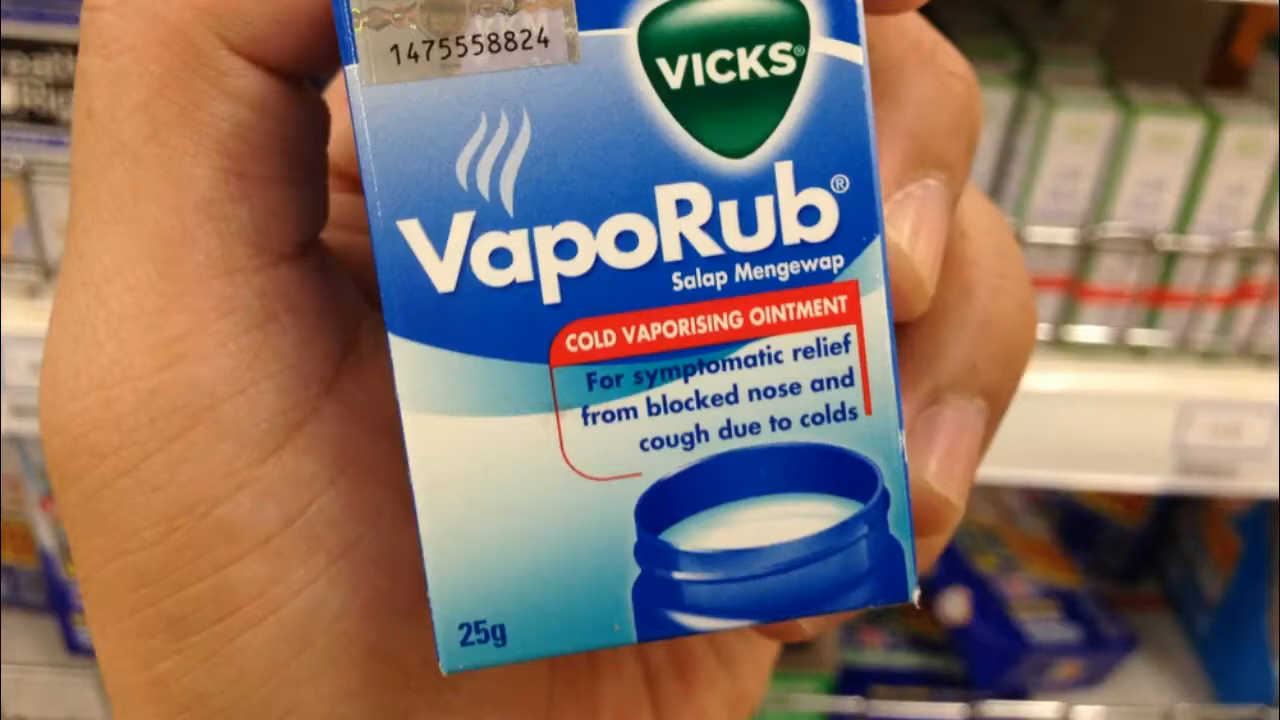 1475558824
VICKS®
VapoRub®
Salap Mengewap
COLD VAPORISING OINTMENT
For symptomatic relief
from blocked nose and
cough due to colds
25g